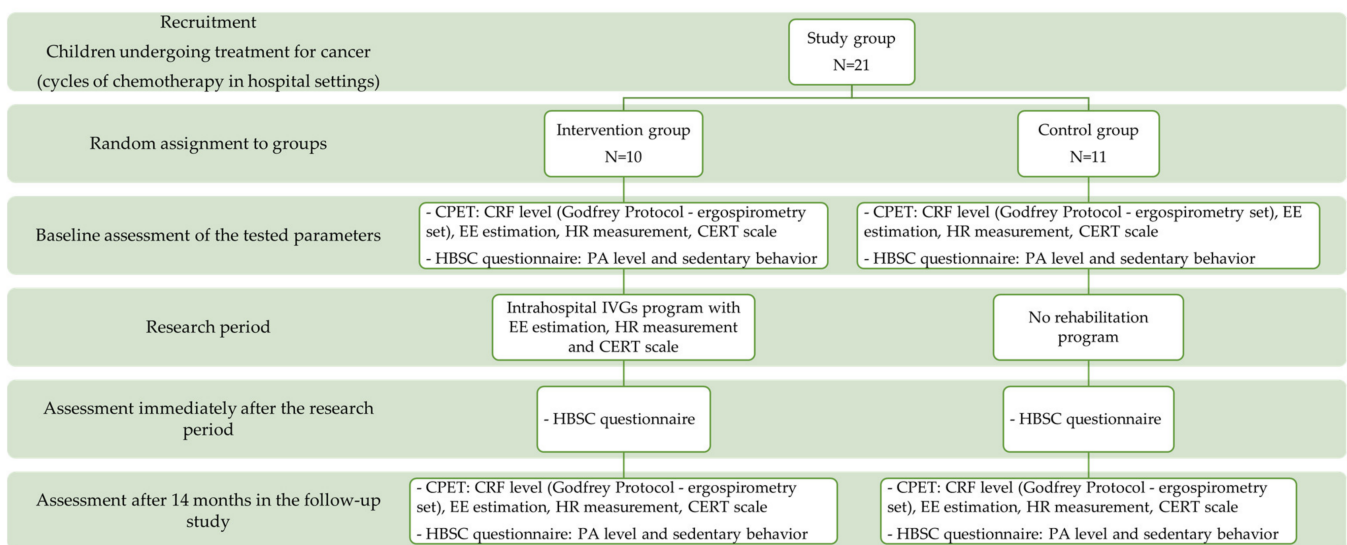 Recruitment
Children undergoing treatment for cancer
(cycles of chemotherapy in hospital settings)
Study group
N=21
Random assignment to groups
Intervention group
N=10
Control group
N=11
Baseline assessment of the tested parameters
- CPET: CRF level (Godfrey Protocol - ergospirometry
set), EE estimation, HR measurement, CERT scale
- HBSC questionnaire: PA level and sedentary behavior
- CPET: CRF level (Godfrey Protocol - ergospirometry set), EE
estimation, HR measurement, CERT scale
- HBSC questionnaire: PA level and sedentary behavior
Research period
Intrahospital IVGs program with
EE estimation, HR measurement
and CERT scale
No rehabilitation
program
Assessment immediately after the research
period
- HBSC questionnaire
- HBSC questionnaire
Assessment after 14 months in the follow-up
study
- CPET: CRF level (Godfrey Protocol - ergospirometry
set), EE estimation, HR measurement, CERT scale
- HBSC questionnaire: PA level and sedentary behavior
- CPET: CRF level (Godfrey Protocol - ergospirometry
set), EE estimation, HR measurement, CERT scale
- HBSC questionnaire: PA level and sedentary behavior